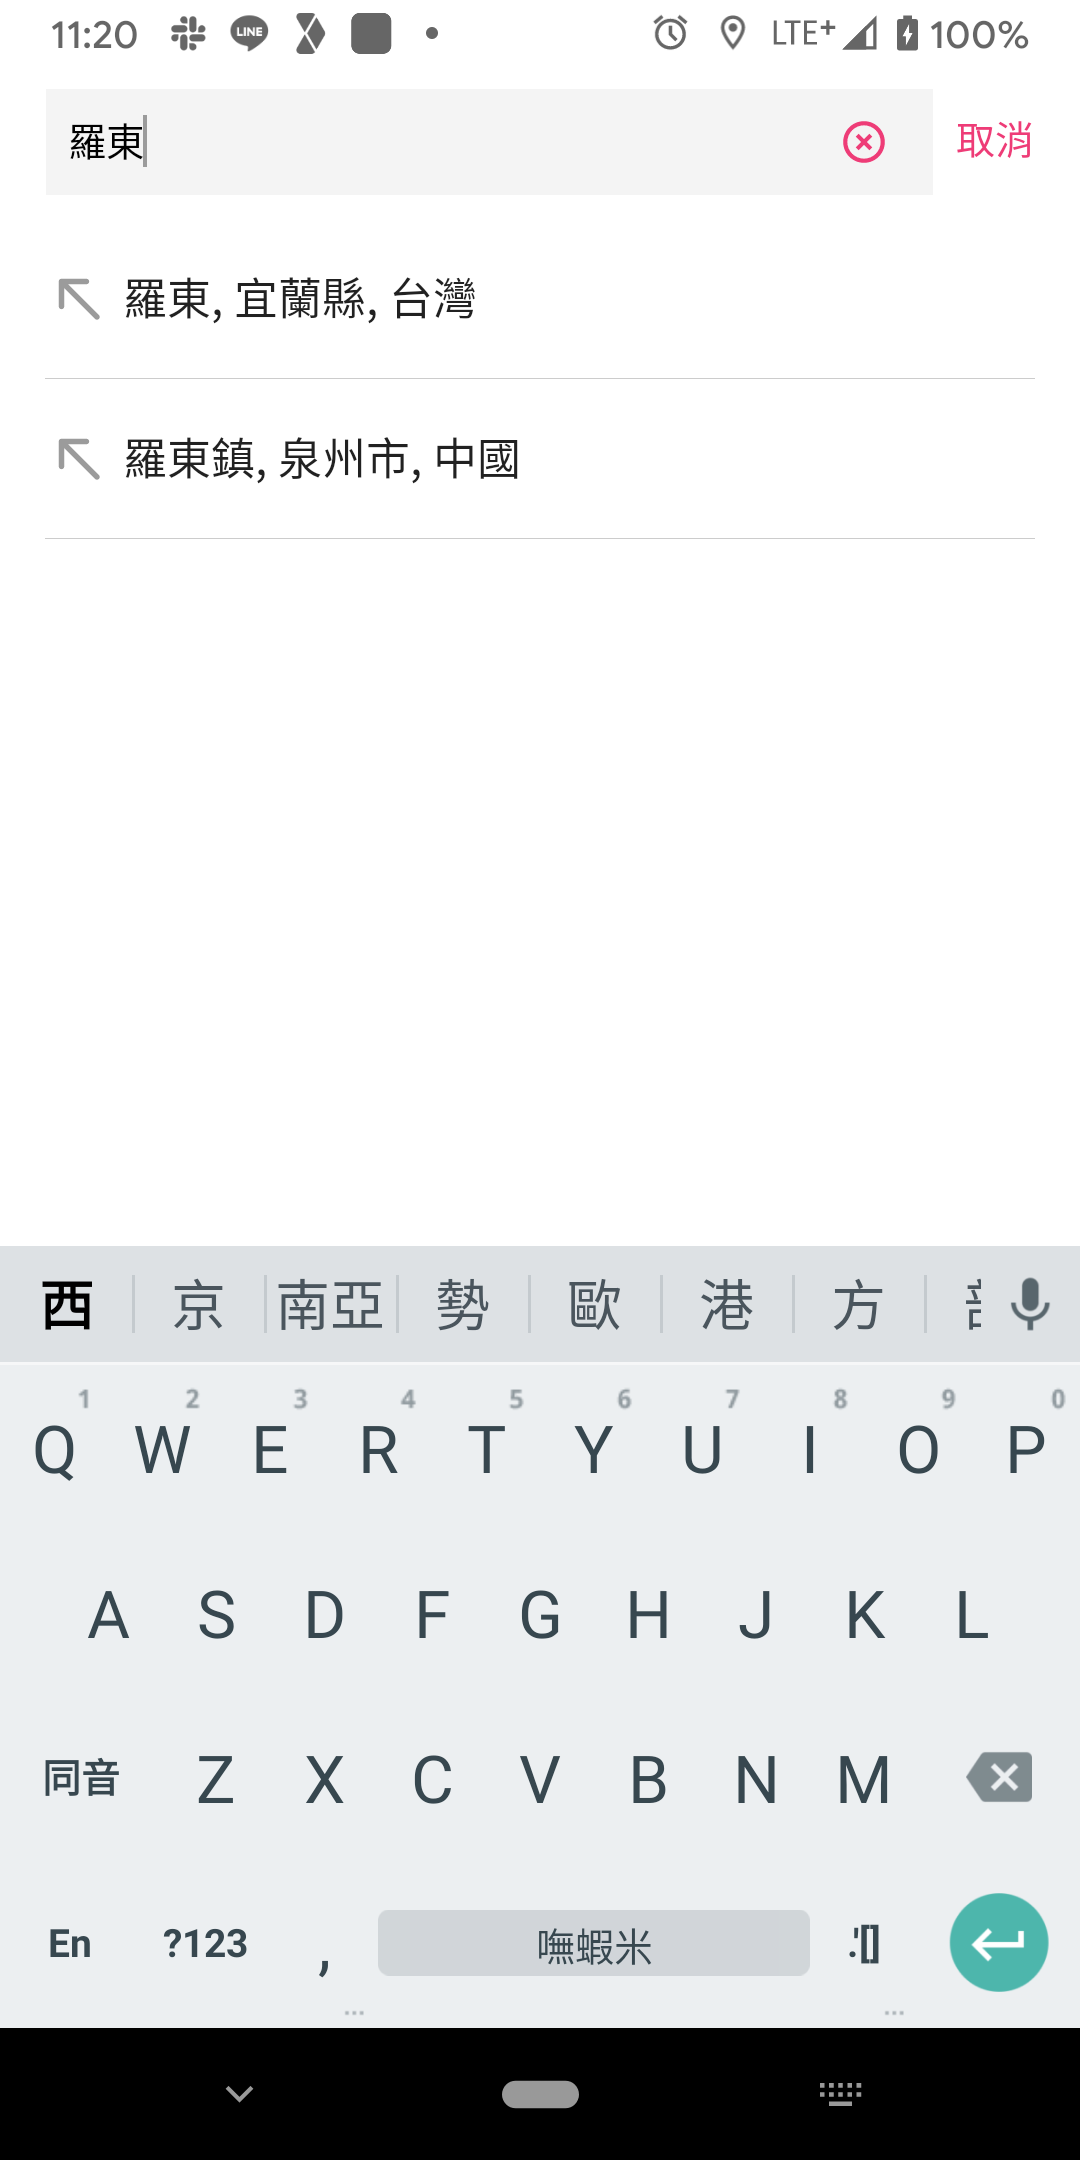 11:20 LINE LTE+ 100%
羅東 取消
羅東, 宜蘭縣, 台灣
羅東鎮, 泉州市, 中國
西 京 南亞 勢 歐 港 方
1 2 3 4 5 6 7 8 9 0
Q W E R T Y U I O P
A S D F G H J K L
同音 Z X C V B N M
En ?123 , 嘸蝦米 .'[]
... ...